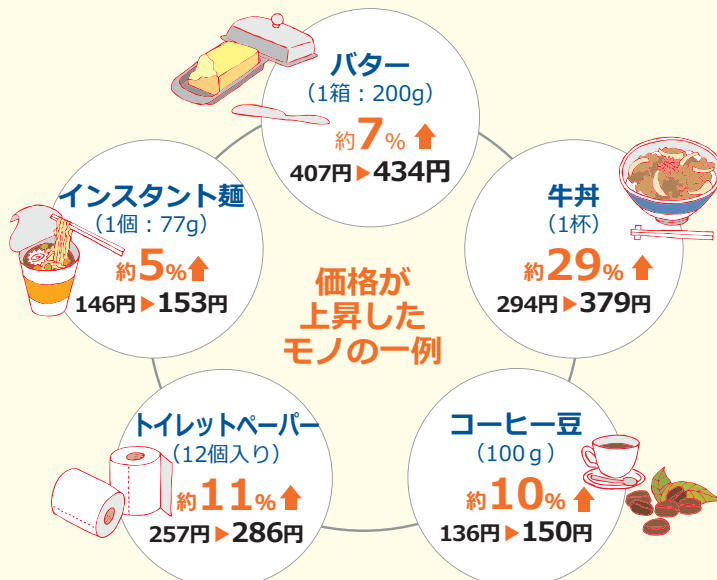 バター
（1箱：200g）
約7%
407円▶434円
インスタント麺
（1個：77g）
約5%
146円▶153円
牛丼
（1杯）
約29%
294円▶379円
価格が
上昇した
モノの一例
トイレットペーパー
（12個入り）
約11%
257円▶286円
コーヒー豆
（100ｇ）
約10%
136円▶150円